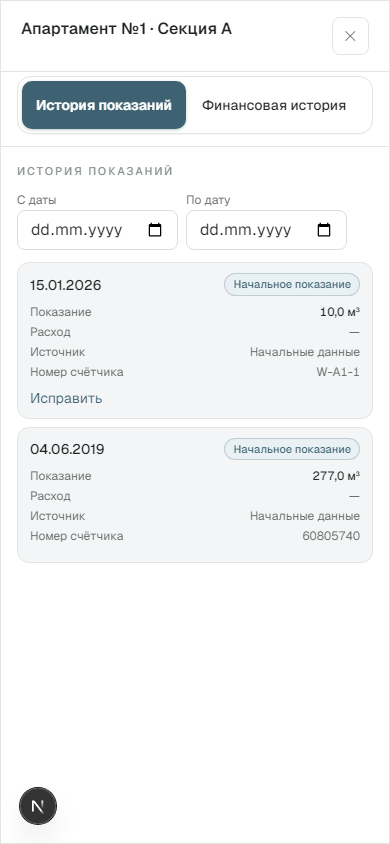 Апартамент №1 · Секция А
История показаний
Финансовая история
ИСТОРИЯ ПОКАЗАНИЙ
С даты
По дату
dd.mm.yyyy
dd.mm.yyyy
15.01.2026
Начальное показание
Показание
10,0 м³
Расход
—
Источник
Начальные данные
Номер счётчика
W-A1-1
Исправить
04.06.2019
Начальное показание
Показание
277,0 м³
Расход
—
Источник
Начальные данные
Номер счётчика
60805740
N